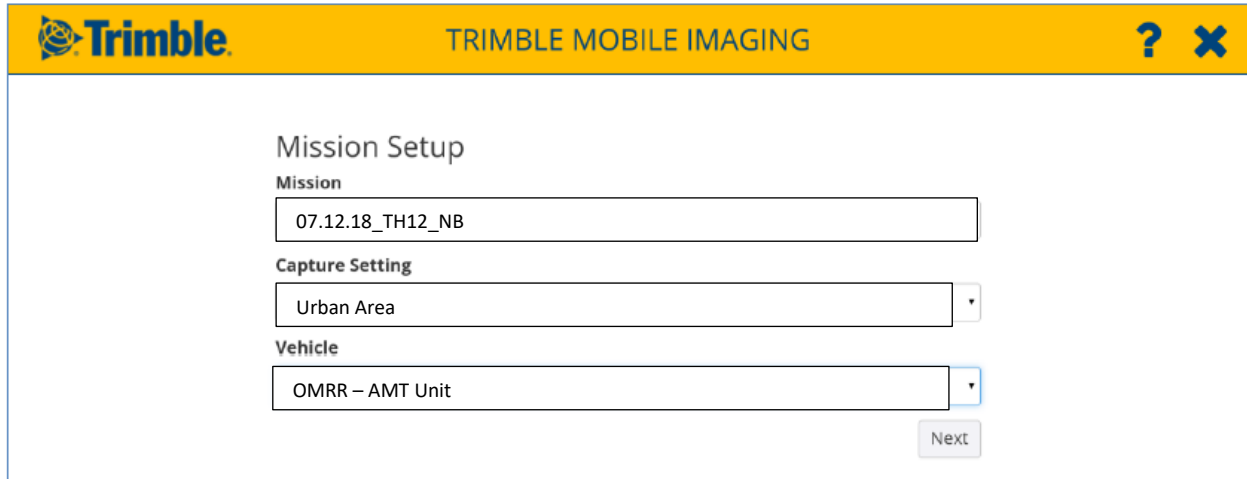 Trimble.
TRIMBLE MOBILE IMAGING
?
Mission Setup
Mission
07.12.18_TH12_NB
Capture Setting
Urban Area
Vehicle
OMRR – AMT Unit
Next